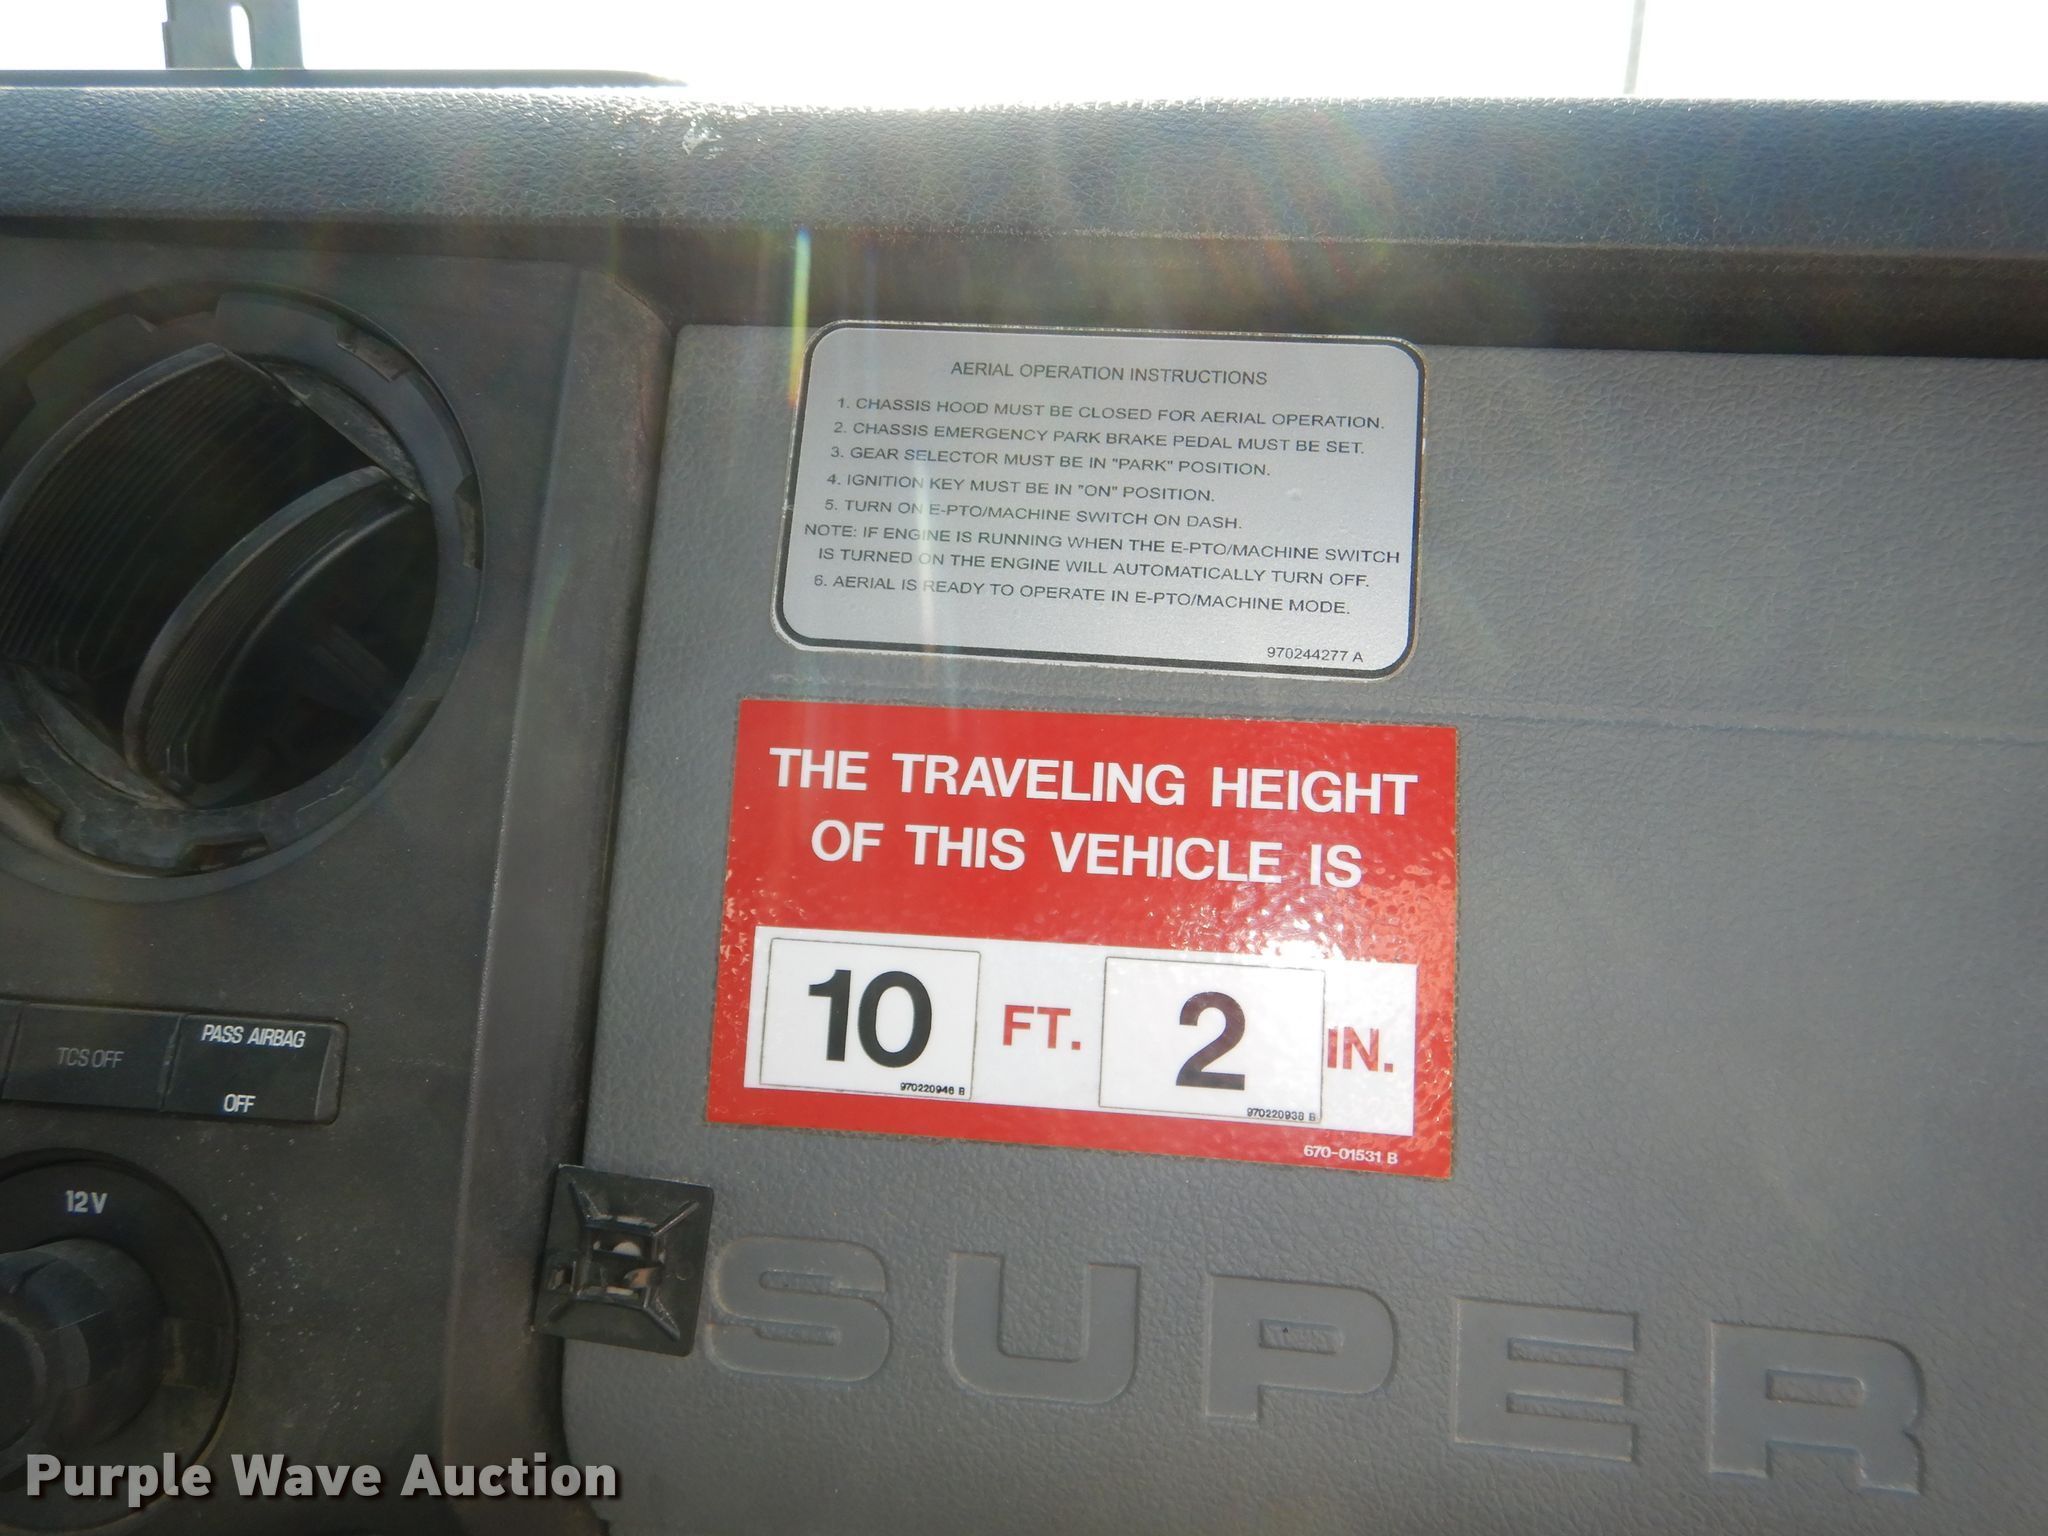 AERIAL OPERATION INSTRUCTIONS
1. CHASSIS HOOD MUST BE CLOSED FOR AERIAL OPERATION.
2. CHASSIS EMERGENCY PARK BRAKE PEDAL MUST BE SET.
3. GEAR SELECTOR MUST BE IN "PARK" POSITION.
4. IGNITION KEY MUST BE IN "ON" POSITION.
5. TURN ON E-PTO/MACHINE SWITCH ON DASH.
NOTE: IF ENGINE IS RUNNING WHEN THE E-PTO/MACHINE SWITCH
IS TURNED ON THE ENGINE WILL AUTOMATICALLY TURN OFF.
6. AERIAL IS READY TO OPERATE IN E-PTO/MACHINE MODE.
970244277 A
THE TRAVELING HEIGHT
OF THIS VEHICLE IS
10 FT. 2 IN.
970220946 B
970220938 B
670-01531 B
TCS OFF
PASS AIRBAG
OFF
12V
SUPER
Purple Wave Auction